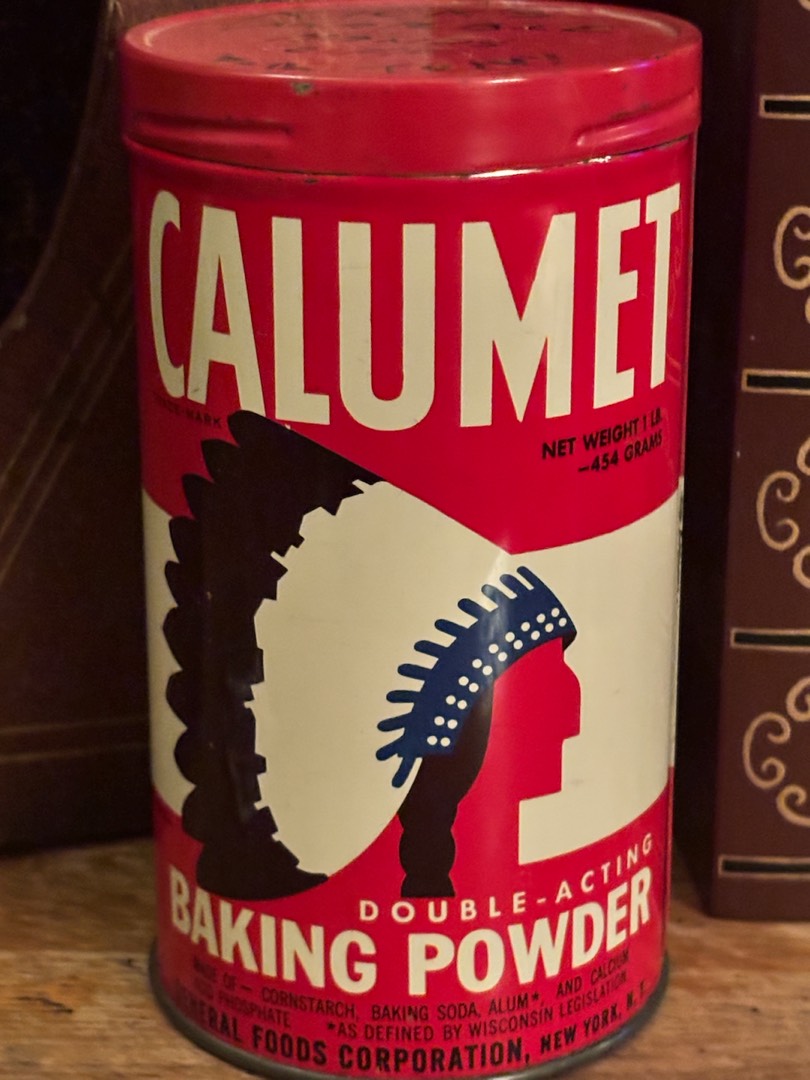 CALUMET
TRADE-MARK
NET WEIGHT 1 LB.
—454 GRAMS
DOUBLE-ACTING
BAKING POWDER
MADE OF— CORNSTARCH, BAKING SODA, ALUM*, AND CALCIUM
PHOSPHATE *AS DEFINED BY WISCONSIN LEGISLATION
GENERAL FOODS CORPORATION, NEW YORK, N.Y.